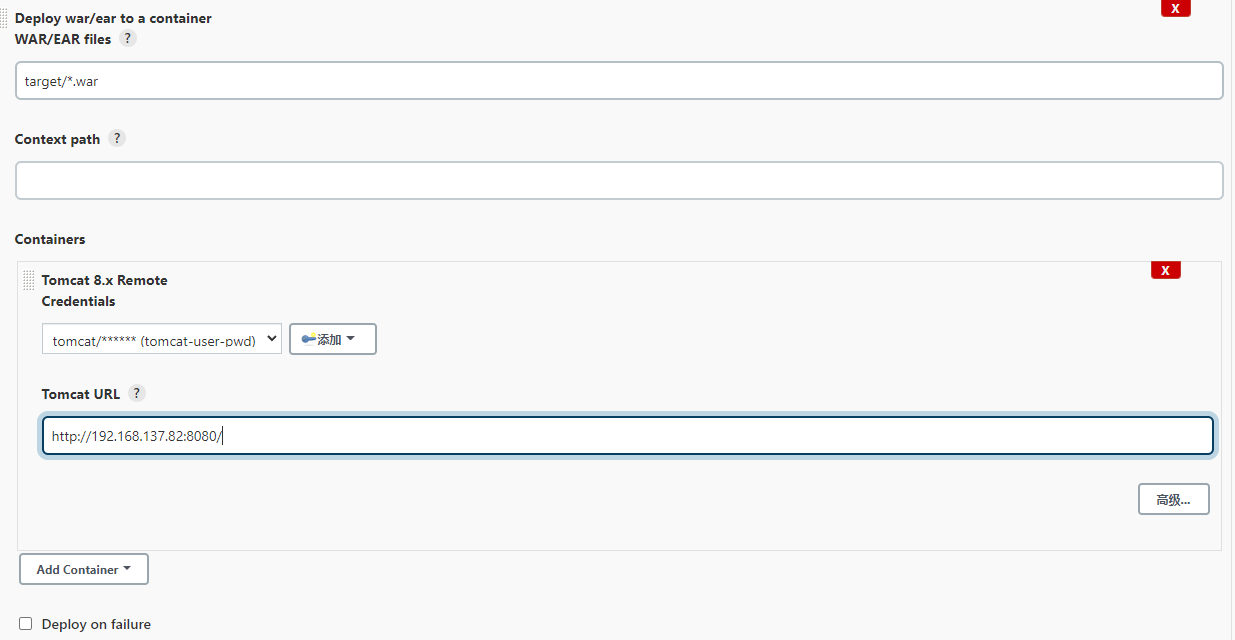 Deploy war/ear to a container
X
WAR/EAR files ?
target/*.war
Context path ?
Containers
Tomcat 8.x Remote
X
Credentials
tomcat/****** (tomcat-user-pwd)
添加
Tomcat URL ?
http://192.168.137.82:8080/
高级...
Add Container
Deploy on failure